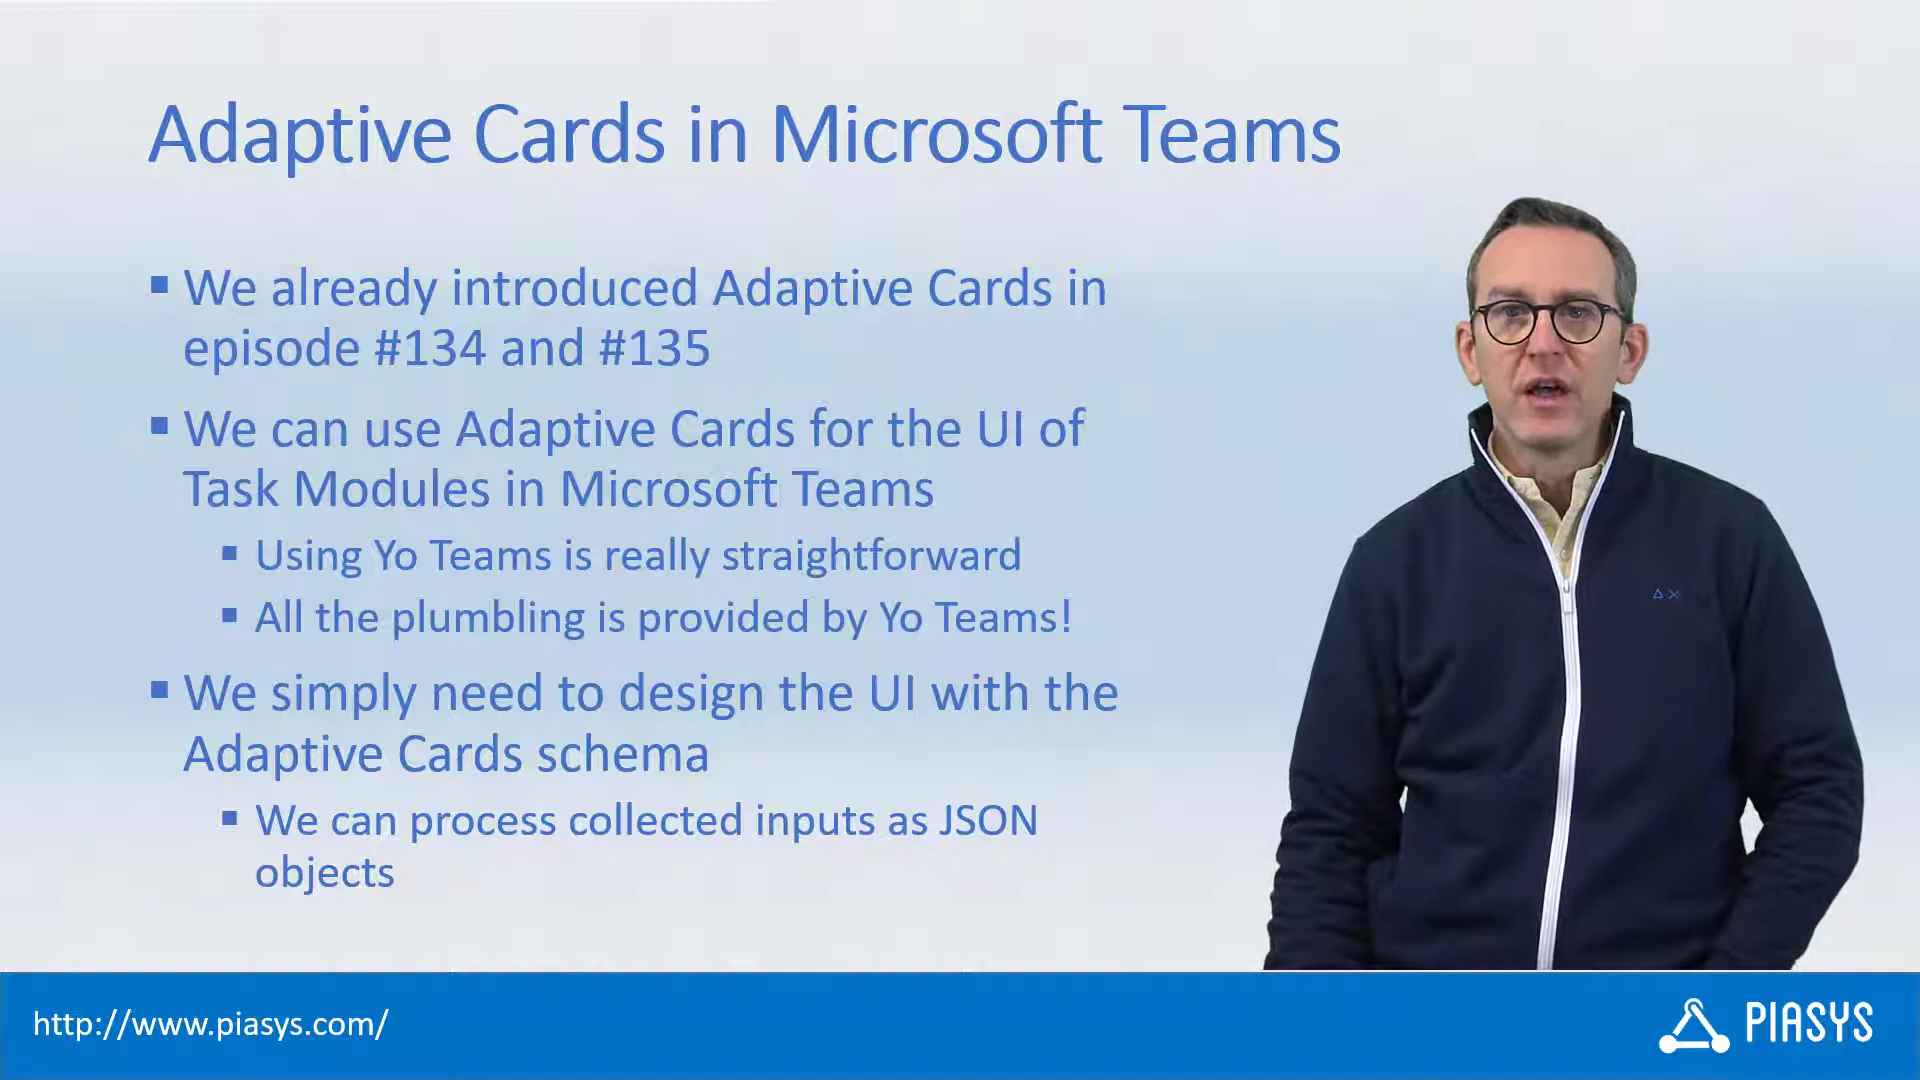 Adaptive Cards in Microsoft Teams
We already introduced Adaptive Cards in
episode #134 and #135
We can use Adaptive Cards for the UI of
Task Modules in Microsoft Teams
Using Yo Teams is really straightforward
All the plumbling is provided by Yo Teams!
We simply need to design the UI with the
Adaptive Cards schema
We can process collected inputs as JSON
objects
http://www.piasys.com/
PIASYS